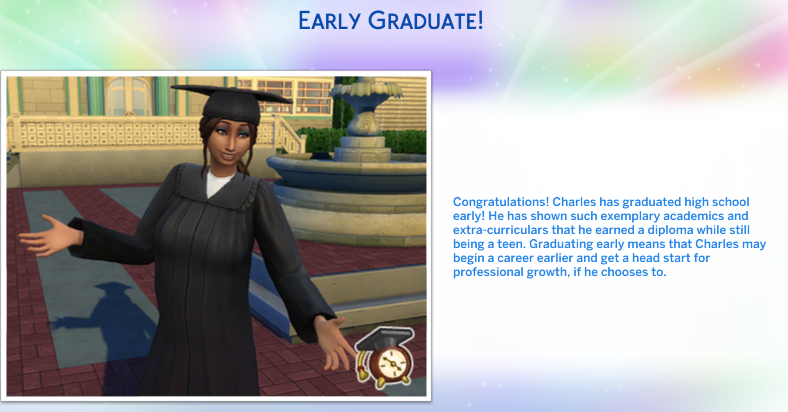 Early Graduate!
Congratulations! Charles has graduated high school
early! He has shown such exemplary academics and
extra-curriculars that he earned a diploma while still
being a teen. Graduating early means that Charles may
begin a career earlier and get a head start for
professional growth, if he chooses to.